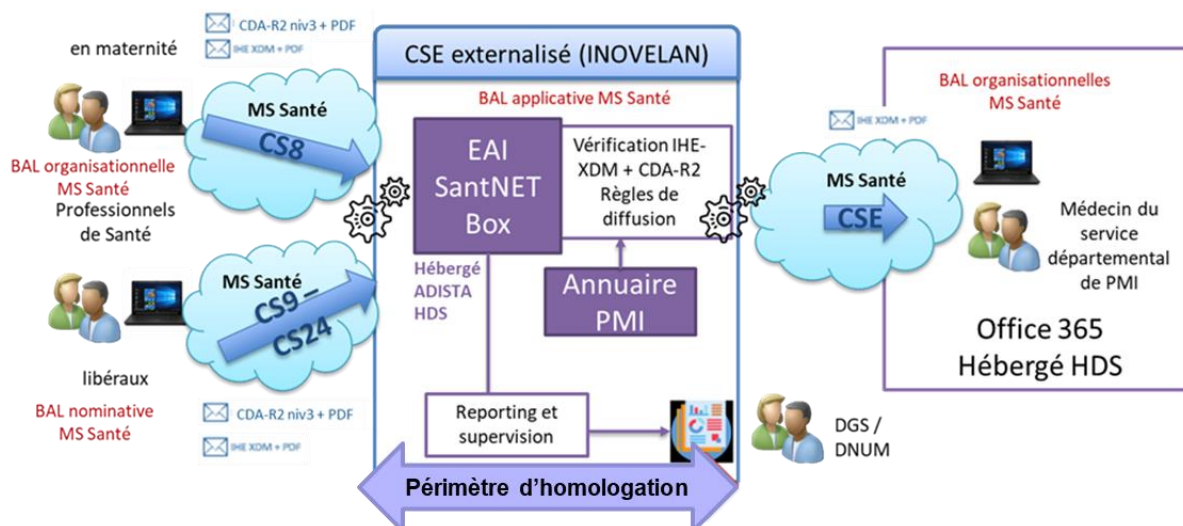 CDA-R2 niv3 + PDF
en maternité
IHE XDM + PDF
MS Santé
CS8
BAL organisationnelle
MS Santé
Professionnels
de Santé
MS Santé
CS9 –
CS24
libéraux
BAL nominative
MS Santé
CDA-R2 niv3 + PDF
IHE XDM + PDF
CSE externalisé (INOVELAN)
BAL applicative MS Santé
EAI
SantNET
Box
Vérification IHE-
XDM + CDA-R2
Règles de
diffusion
Hébergé
ADISTA
HDS
Annuaire
PMI
Reporting et
supervision
DGS /
DNUM
Périmètre d’homologation
IHE XDM + PDF
MS Santé
CSE
BAL organisationnelles
MS Santé
Médecin du
service
départemental
de PMI
Office 365
Hébergé HDS